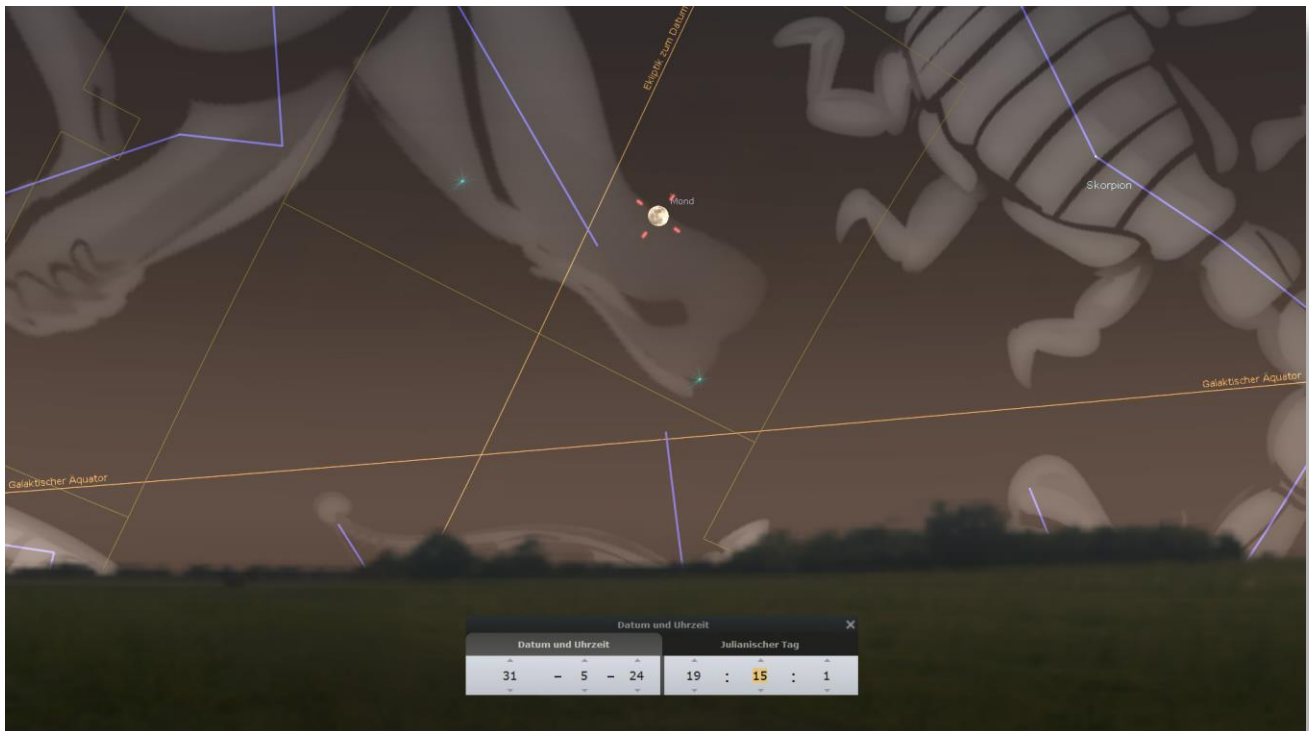 Ekliptik zum Datum
Mond
Skorpion
Galaktischer Äquator
Galaktischer Äquator
Datum und Uhrzeit
Datum und Uhrzeit
Julianischer Tag
31 - 5 - 24 19 : 15 : 1